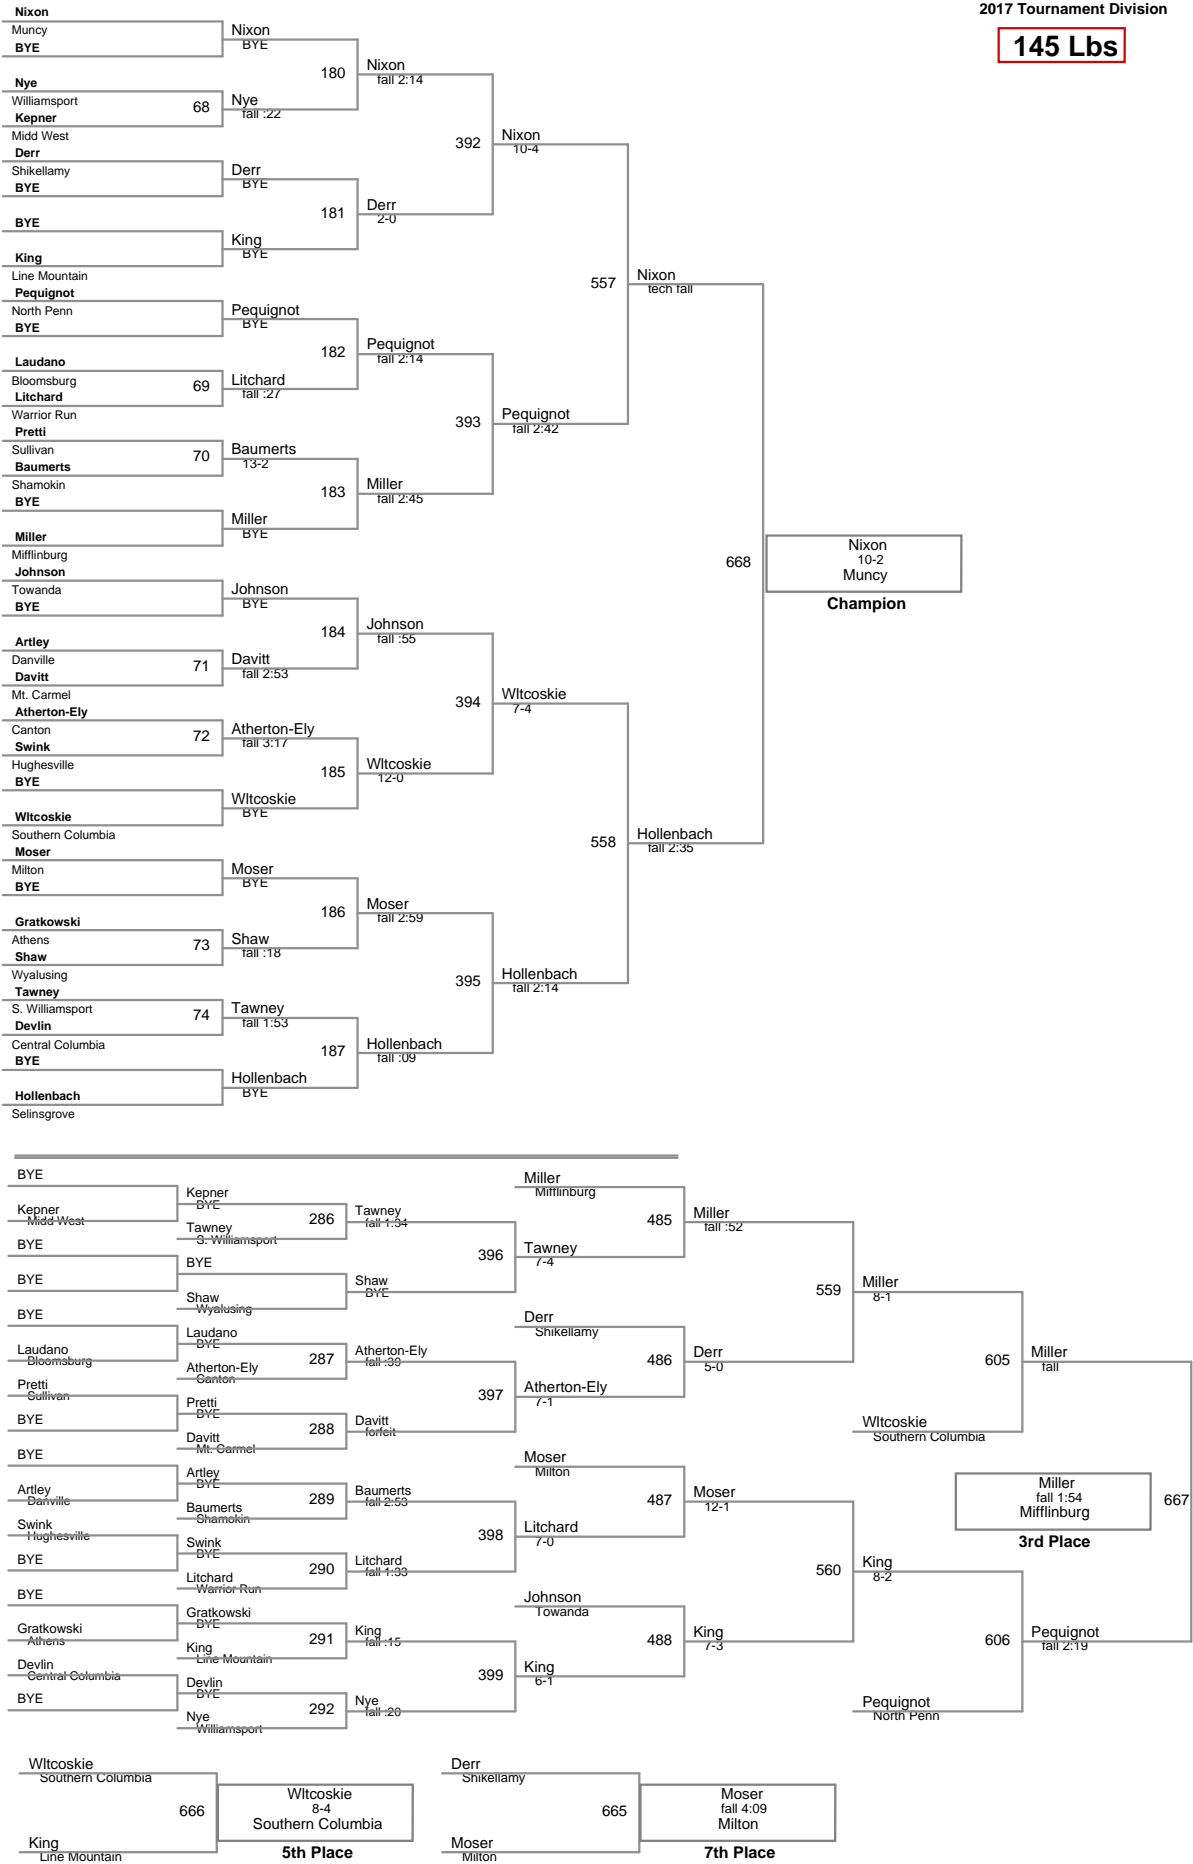 2017 Tournament Division
145 Lbs
Nixon
Muncy
BYE
Nye
Williamsport
Kepner
Midd West
Derr
Shikellamy
BYE
BYE
King
Line Mountain
Pequignot
North Penn
BYE
Laudano
Bloomsburg
Litchard
Warrior Run
Pretti
Sullivan
Baumerts
Shamokin
BYE
Miller
Mifflinburg
Johnson
Towanda
BYE
Artley
Danville
Davitt
Mt. Carmel
Atherton-Ely
Canton
Swink
Hughesville
BYE
WItcoskie
Southern Columbia
Moser
Milton
BYE
Gratkowski
Athens
Shaw
Wyalusing
Tawney
S. Williamsport
Devlin
Central Columbia
BYE
Hollenbach
Selinsgrove
68
69
70
71
72
73
74
Nixon
BYE
Nye
fall :22
Derr
BYE
King
BYE
Pequignot
BYE
Litchard
fall :27
Baumerts
13-2
Miller
BYE
Johnson
BYE
Davitt
fall 2:53
Atherton-Ely
fall 3:17
WItcoskie
BYE
Moser
BYE
Shaw
fall :18
Tawney
fall 1:53
Hollenbach
BYE
180
181
182
183
184
185
186
187
Nixon
fall 2:14
Derr
2-0
Pequignot
fall 2:14
Miller
fall 2:45
Johnson
fall :55
WItcoskie
12-0
Moser
fall 2:59
Hollenbach
fall :09
392
393
394
395
Nixon
10-4
Pequignot
fall 2:42
WItcoskie
7-4
Hollenbach
fall 2:14
557
558
Nixon
tech fall
Hollenbach
fall 2:35
668
Nixon
10-2
Muncy
Champion
BYE
Kepner
Midd West
BYE
BYE
BYE
Laudano
Bloomsburg
Pretti
Sullivan
BYE
BYE
Artley
Danville
Swink
Hughesville
BYE
BYE
Gratkowski
Athens
Devlin
Central Columbia
BYE
Kepner
BYE
Tawney
S. Williamsport
BYE
Shaw
Wyalusing
Laudano
BYE
Atherton-Ely
Canton
Pretti
BYE
Davitt
Mt. Carmel
Artley
BYE
Baumerts
Shamokin
Swink
BYE
Litchard
Warrior Run
Gratkowski
BYE
King
Line Mountain
Devlin
BYE
Nye
Williamsport
286
287
288
289
290
291
292
Tawney
fall 1:34
Shaw
BYE
Atherton-Ely
fall :39
Davitt
forfeit
Baumerts
fall 2:53
Litchard
fall 1:33
King
fall :15
Nye
fall :20
396
397
398
399
Miller
Mifflinburg
Tawney
7-4
Derr
Shikellamy
Atherton-Ely
7-1
Moser
Milton
Litchard
7-0
Johnson
Towanda
King
6-1
485
486
487
488
Miller
fall :52
Derr
5-0
Moser
12-1
King
7-3
559
560
Miller
8-1
WItcoskie
Southern Columbia
King
8-2
Pequignot
North Penn
605
606
Miller
fall
Pequignot
fall 2:19
667
Miller
fall 1:54
Mifflinburg
3rd Place
WItcoskie
Southern Columbia
King
Line Mountain
666
WItcoskie
8-4
Southern Columbia
5th Place
Derr
Shikellamy
Moser
Milton
665
Moser
fall 4:09
Milton
7th Place